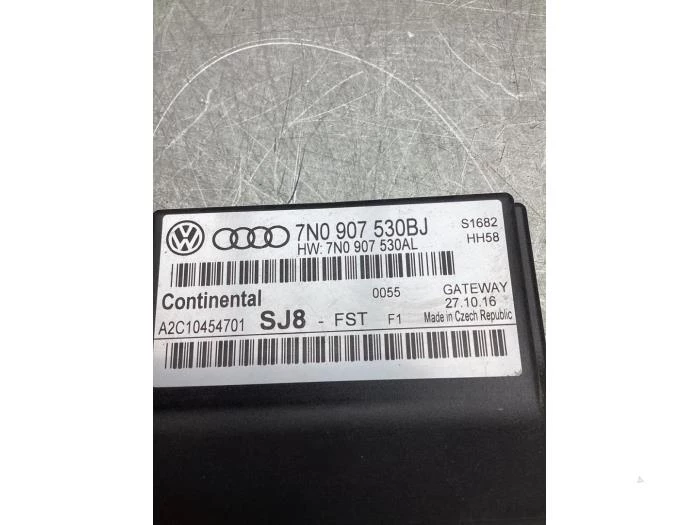 7N0 907 530BJ S1682
HW: 7N0 907 530AL HH58
Continental 0055 GATEWAY
27.10.16
A2C10454701 SJ8 - FST F1 Made in Czech Republic